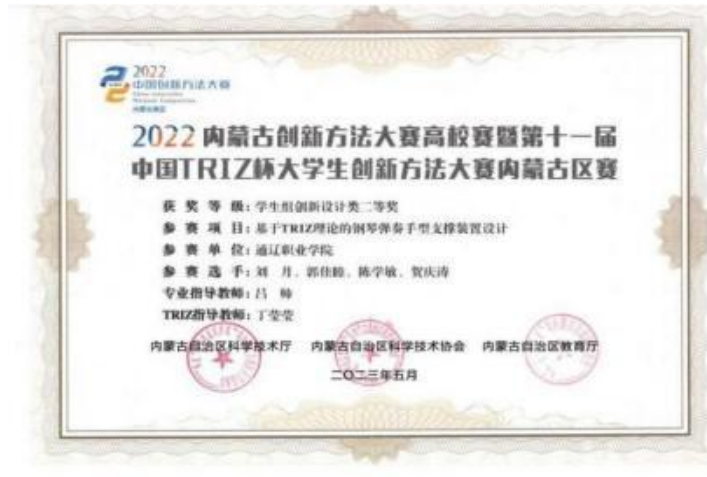 2022
中国创新方法大赛
2022 内蒙古创新方法大赛高校赛暨第十一届
中国TRIZ杯大学生创新方法大赛内蒙古区赛
获 奖 等 级：学生组创新设计类二等奖
参 赛 项 目：基于TRIZ理论的钢琴弹奏手型支撑装置设计
参 赛 单 位：通辽职业学院
参 赛 选 手：刘 月、郭佳睦、陈学敏、贺庆涛
专业指导教师：吕 帅
TRIZ指导教师：丁莹莹
内蒙古自治区科学技术厅 内蒙古自治区科学技术协会 内蒙古自治区教育厅
二〇二三年五月